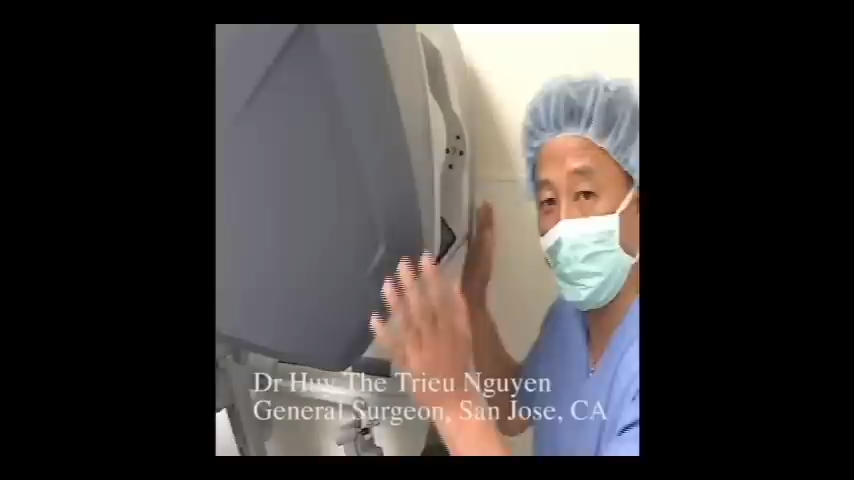 Dr Huy The Trieu Nguyen
General Surgeon, San Jose, CA